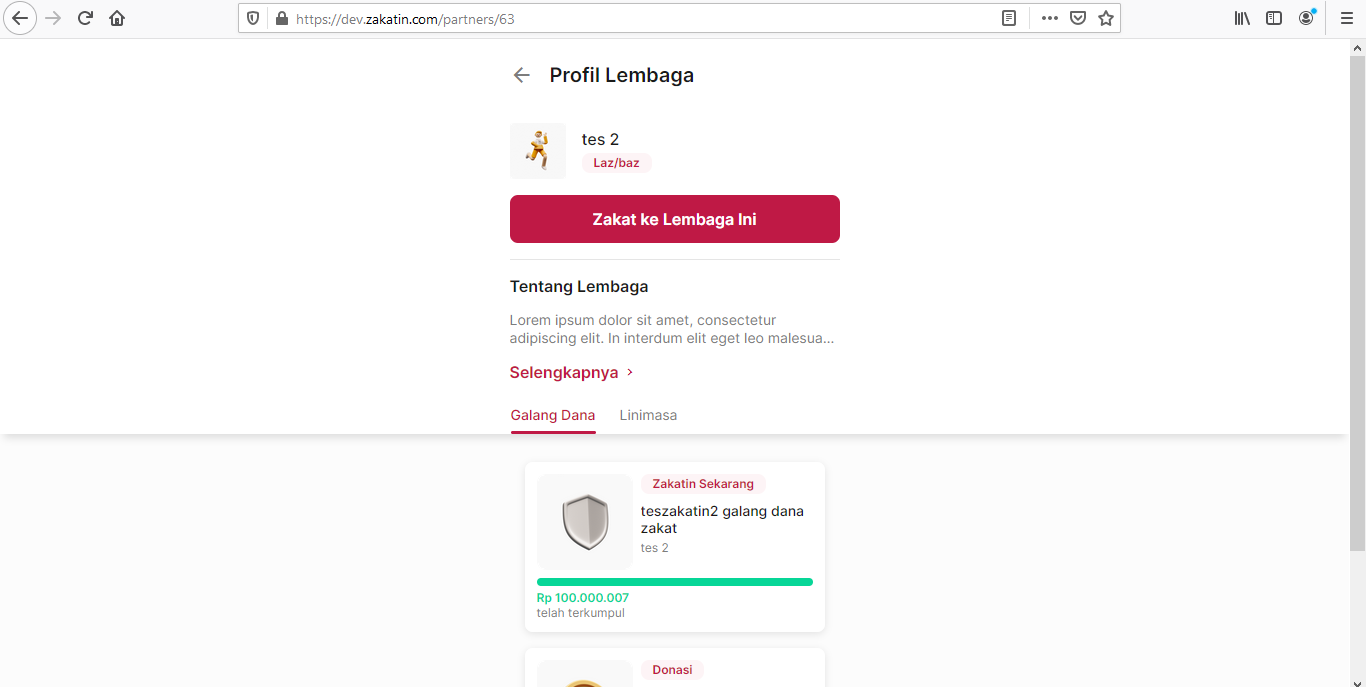 https://dev.zakatin.com/partners/63
Profil Lembaga
tes 2
Laz/baz
Zakat ke Lembaga Ini
Tentang Lembaga
Lorem ipsum dolor sit amet, consectetur
adipiscing elit. In interdum elit eget leo malesua...
Selengkapnya
Galang Dana Linimasa
Zakatin Sekarang
teszakatin2 galang dana
zakat
tes 2
Rp 100.000.007
telah terkumpul
Donasi